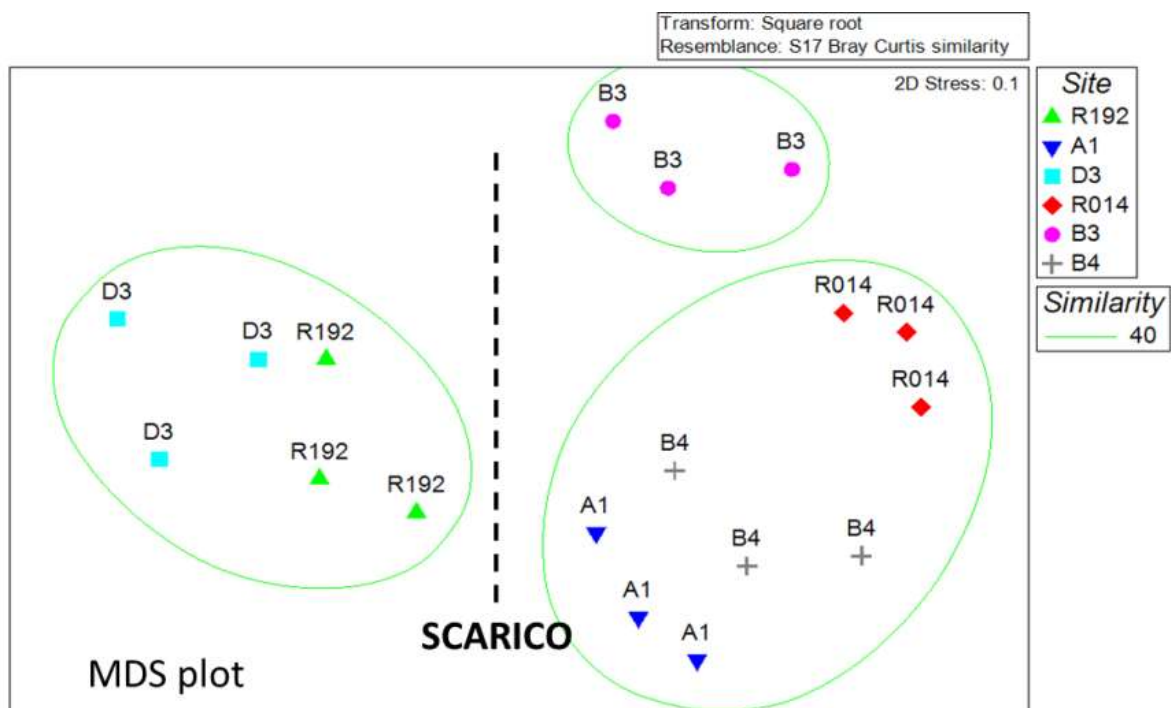 Transform: Square root
Resemblance: S17 Bray Curtis similarity
2D Stress: 0.1
B3
B3
B3
D3
D3
R192
D3
R192
R192
R014
R014
R014
B4
A1
B4
B4
A1
A1
SCARICO
MDS plot
Site
R192
A1
D3
R014
B3
B4
Similarity
40